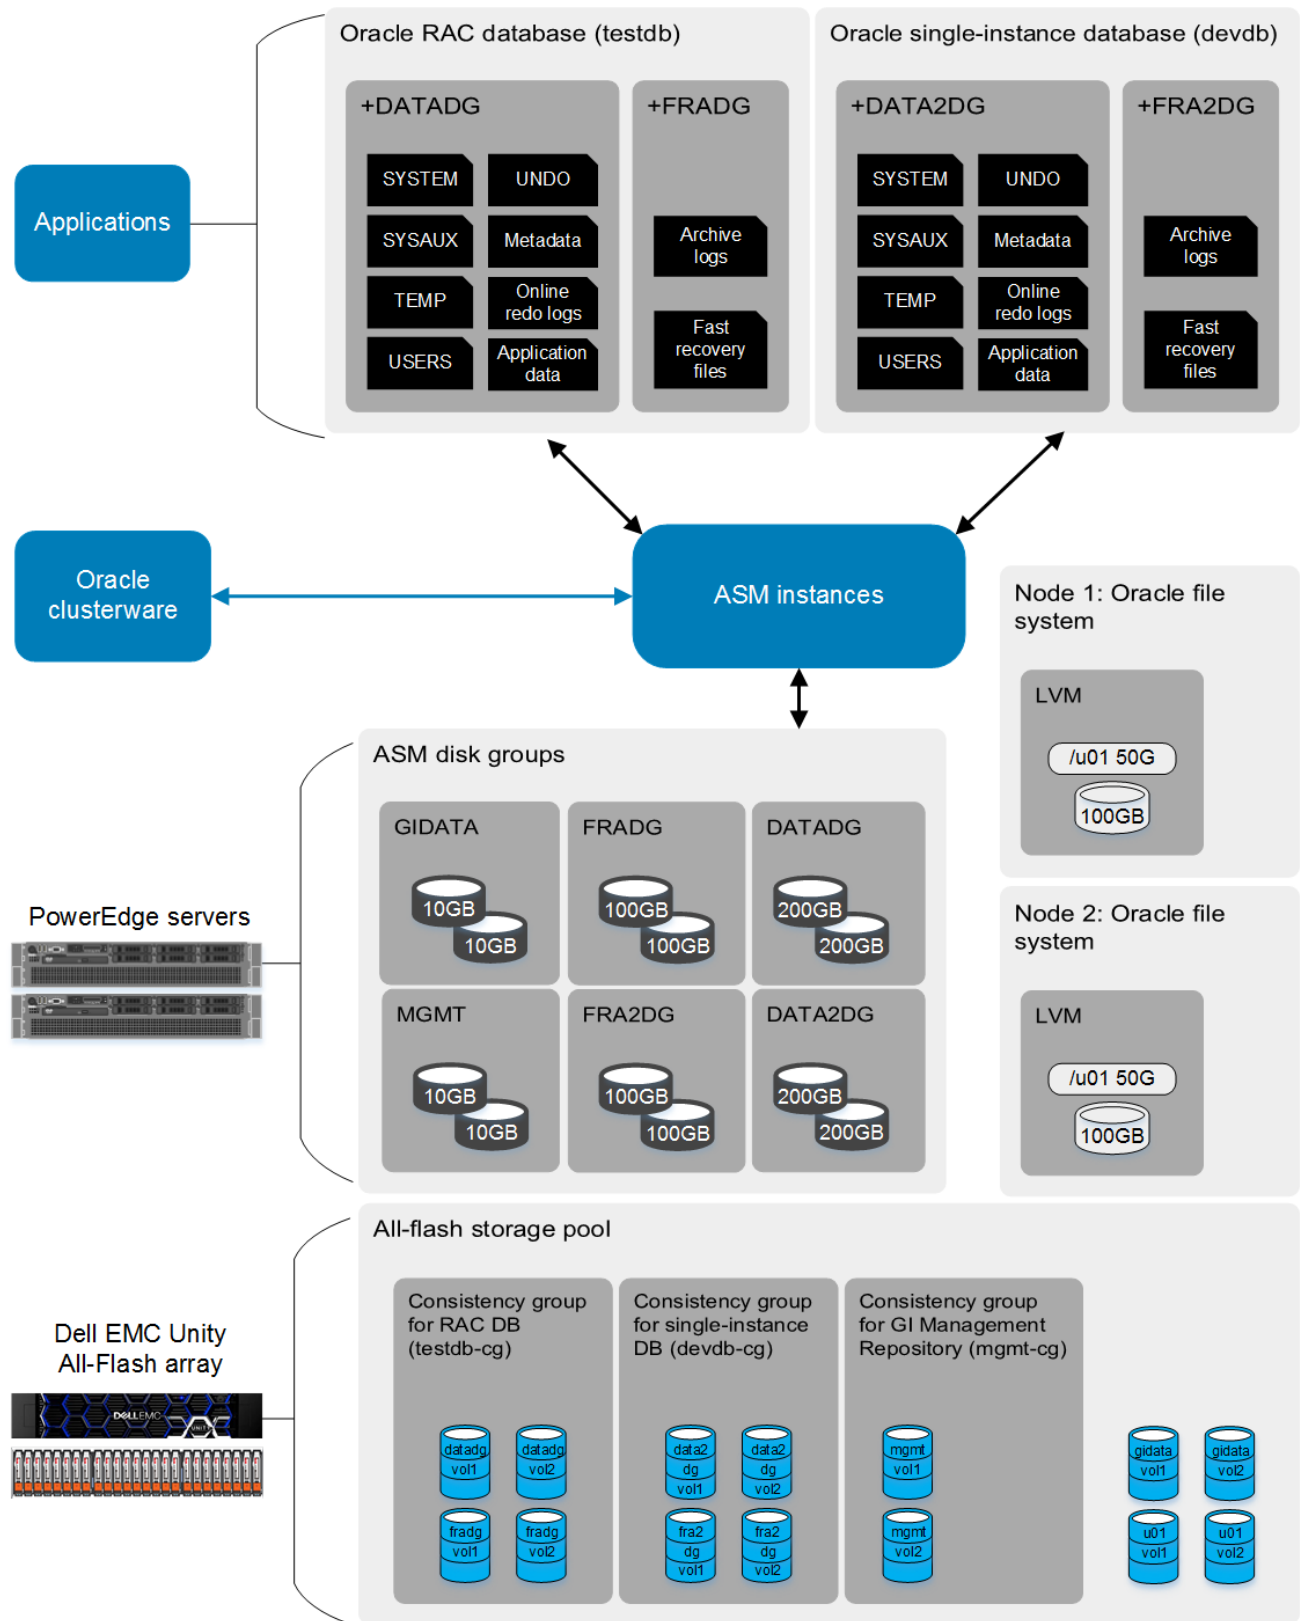 Oracle RAC database (testdb)
Oracle single-instance database (devdb)
+DATADG
+FRADG
+DATA2DG
+FRA2DG
Applications
SYSTEM
UNDO
SYSAUX
Metadata
TEMP
Online
redo logs
USERS
Application
data
Archive
logs
Fast
recovery
files
SYSTEM
UNDO
SYSAUX
Metadata
TEMP
Online
redo logs
USERS
Application
data
Archive
logs
Fast
recovery
files
Oracle
clusterware
ASM instances
Node 1: Oracle file
system
LVM
/u01 50G
100GB
ASM disk groups
GIDATA
10GB
10GB
FRADG
100GB
100GB
DATADG
200GB
200GB
PowerEdge servers
MGMT
10GB
10GB
FRA2DG
100GB
100GB
DATA2DG
200GB
200GB
Node 2: Oracle file
system
LVM
/u01 50G
100GB
All-flash storage pool
Dell EMC Unity
All-Flash array
DELLEMC
UNITY
Consistency group
for RAC DB
(testdb-cg)
datadg
vol1
datadg
vol2
fradg
vol1
fradg
vol2
Consistency group
for single-instance
DB (devdb-cg)
data2
dg
vol1
data2
dg
vol2
fra2
dg
vol1
fra2
dg
vol2
Consistency group
for GI Management
Repository (mgmt-cg)
mgmt
vol1
mgmt
vol2
gidata
vol1
gidata
vol2
u01
vol1
u01
vol2